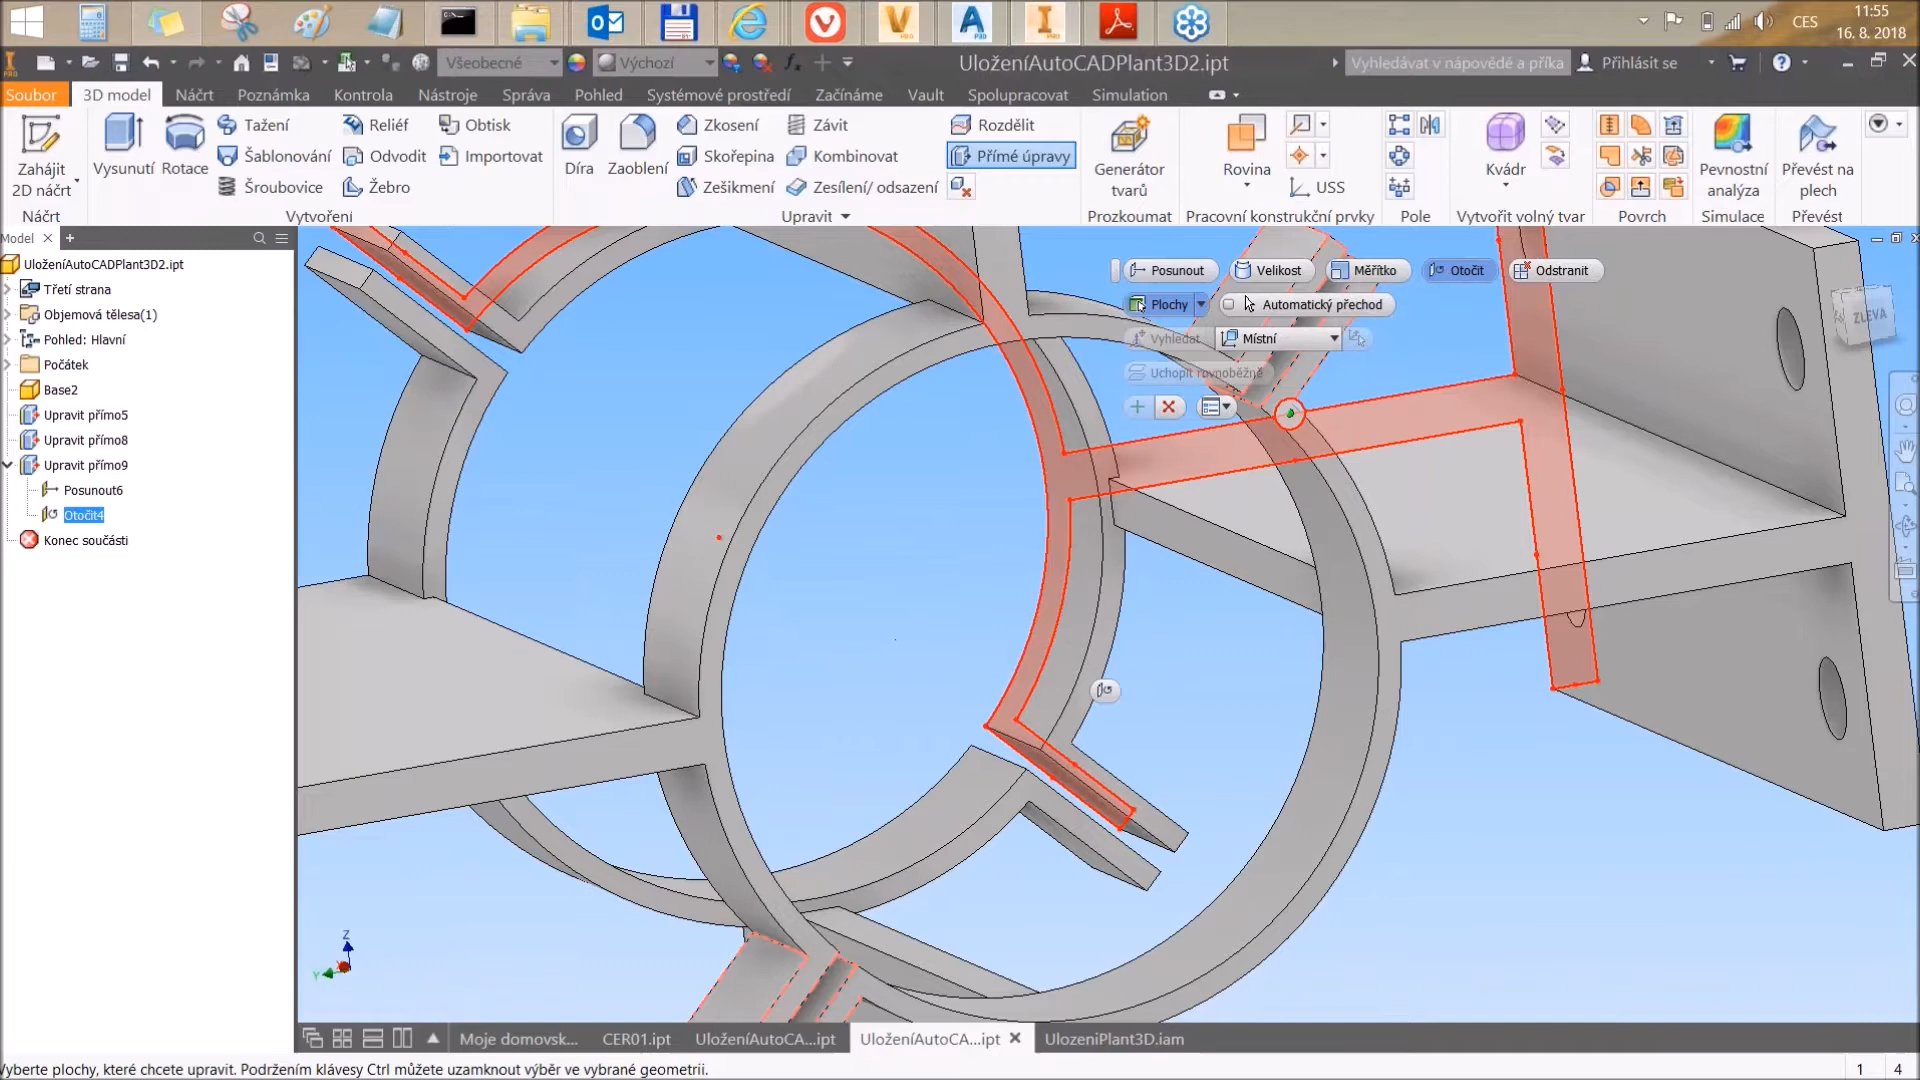 CES
11:55
16. 8. 2018
Všeobecné
Výchozí
UloženíAutoCADPlant3D2.ipt
Vyhledávat v nápovědě a příka
Přihlásit se
Soubor
3D model
Náčrt
Poznámka
Kontrola
Nástroje
Správa
Pohled
Systémové prostředí
Začínáme
Vault
Spolupracovat
Simulation
Zahájit
2D náčrt
Náčrt
Vysunutí
Rotace
Tažení
Šablonování
Šroubovice
Reliéf
Odvodit
Žebro
Obtisk
Importovat
Vytvoření
Díra
Zaoblení
Zkosení
Skořepina
Zešikmení
Závit
Kombinovat
Zesílení/ odsazení
Rozdělit
Přímé úpravy
Upravit
Generátor
tvarů
Prozkoumat
Rovina
USS
Pracovní konstrukční prvky
Pole
Kvádr
Vytvořit volný tvar
Povrch
Pevnostní
analýza
Simulace
Převést na
plech
Převést
Model
UloženíAutoCADPlant3D2.ipt
Třetí strana
Objemová tělesa(1)
Pohled: Hlavní
Počátek
Base2
Upravit přímo5
Upravit přímo8
Upravit přímo9
Posunout6
Otočit4
Konec součásti
Posunout
Velikost
Měřítko
Otočit
Odstranit
Plochy
Automatický přechod
Vyhledat
Místní
Uchopit rovnoběžně
ZLEVA
Z
Y
Moje domovsk...
CER01.ipt
UloženíAutoCA...ipt
UloženíAutoCA...ipt
UlozeniPlant3D.iam
Vyberte plochy, které chcete upravit. Podržením klávesy Ctrl můžete uzamknout výběr ve vybrané geometrii.
1
4